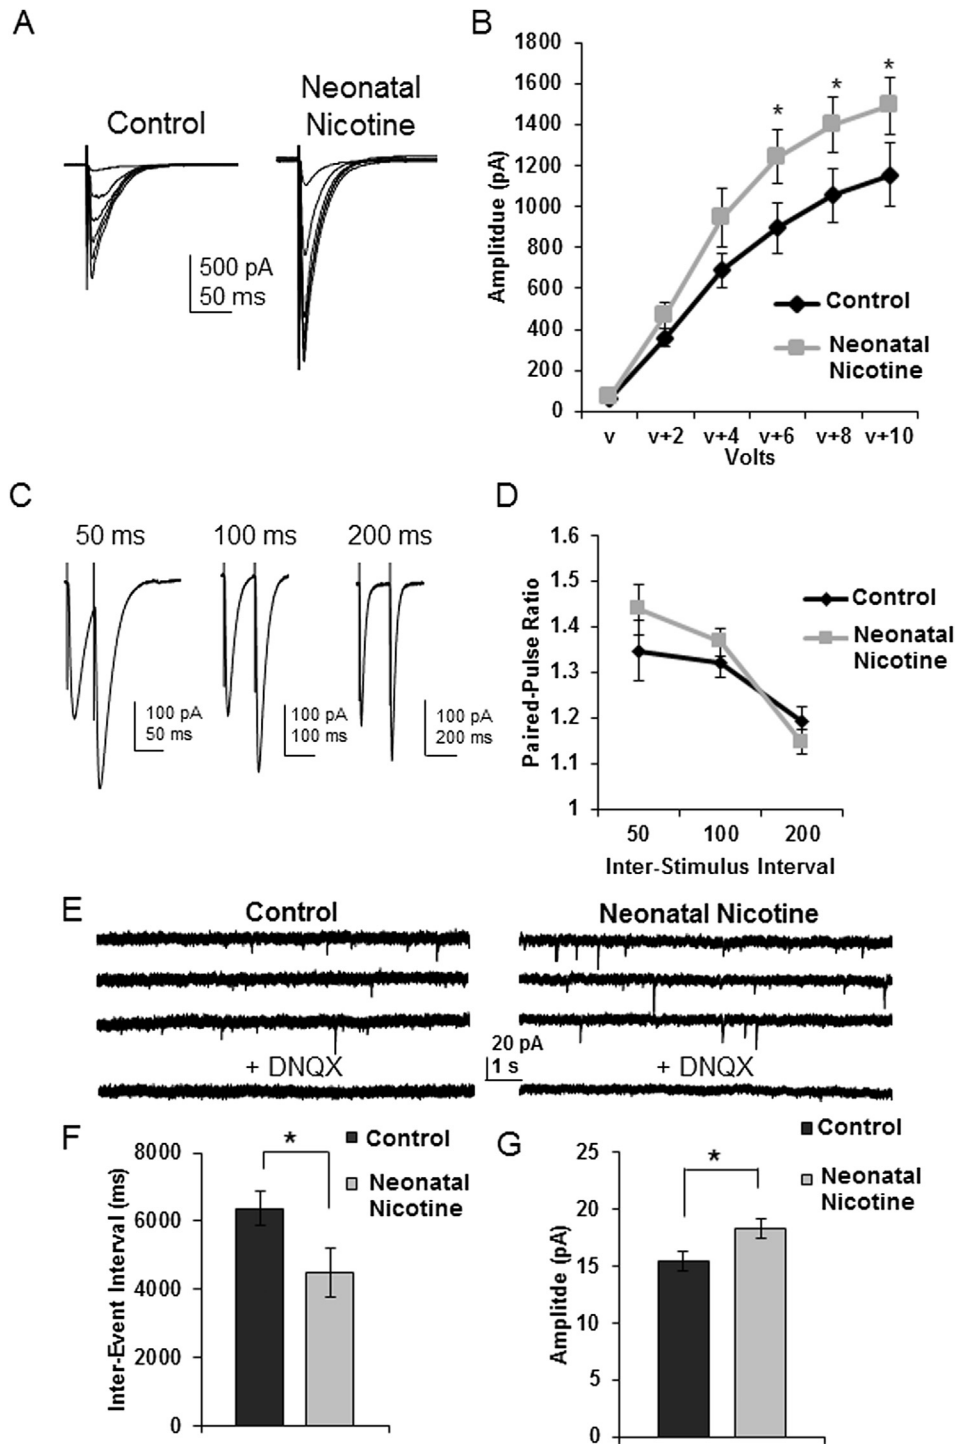 A
Control
Neonatal
Nicotine
500 pA
50 ms
B
Amplitdue (pA)
1800
1600
1400
1200
1000
800
600
400
200
0
* * *
Control
Neonatal
Nicotine
v v+2 v+4 v+6 v+8 v+10
Volts
C
50 ms 100 ms 200 ms
100 pA
50 ms
100 pA
100 ms
100 pA
200 ms
D
Paired-Pulse Ratio
1.6
1.5
1.4
1.3
1.2
1.1
1
Control
Neonatal
Nicotine
50 100 200
Inter-Stimulus Interval
E
Control
Neonatal Nicotine
+ DNQX
20 pA
1 s
+ DNQX
F
Inter-Event Interval (ms)
8000
6000
4000
2000
0
*
Control
Neonatal
Nicotine
G
Amplitde (pA)
25
20
15
10
5
0
*
Control
Neonatal
Nicotine